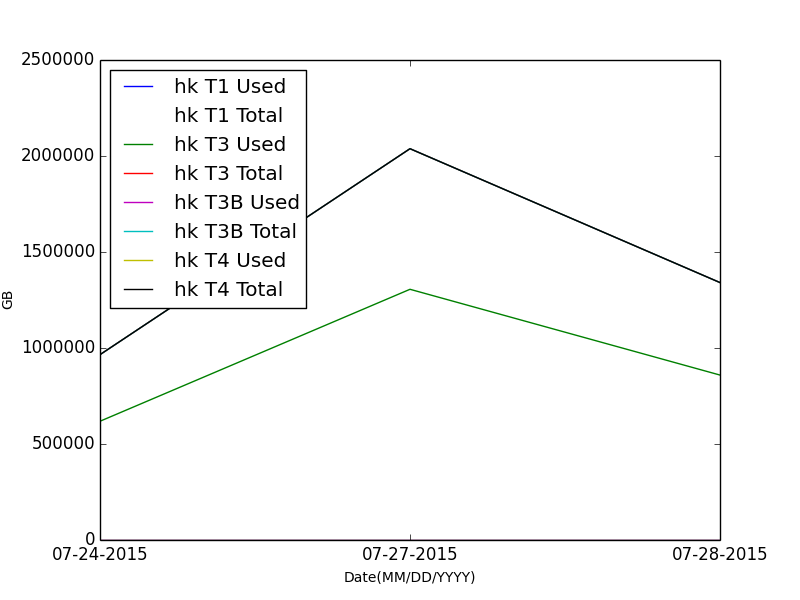 2500000
2000000
1500000
1000000
500000
0
GB
hk T1 Used
hk T1 Total
hk T3 Used
hk T3 Total
hk T3B Used
hk T3B Total
hk T4 Used
hk T4 Total
07-24-2015
07-27-2015
07-28-2015
Date(MM/DD/YYYY)